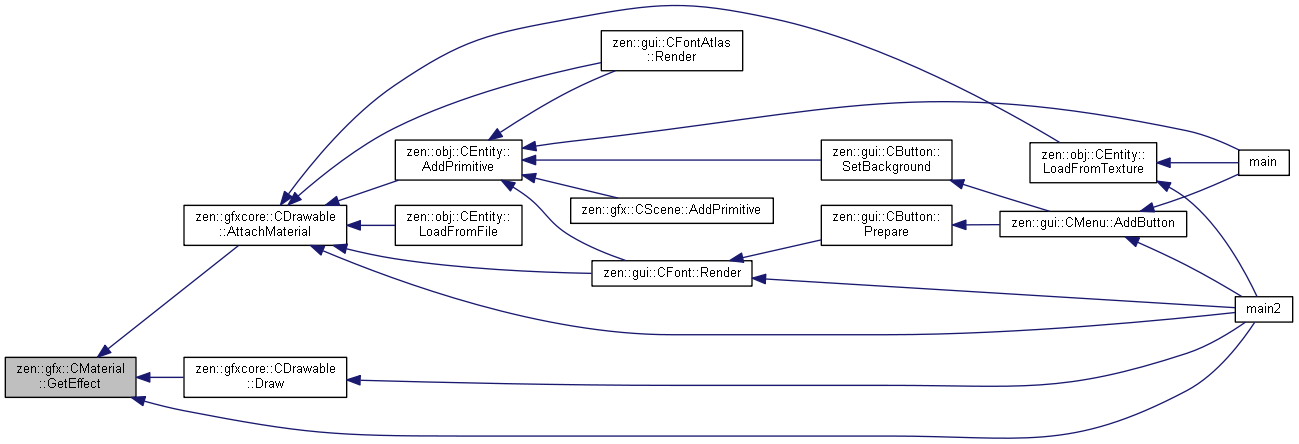 zen::gui::CFontAtlas
::Render
zen::obj::CEntity::
AddPrimitive
zen::gui::CButton::
SetBackground
zen::obj::CEntity::
LoadFromTexture
main
zen::gfxcore::CDrawable
::AttachMaterial
zen::obj::CEntity::
LoadFromFile
zen::gfx::CScene::AddPrimitive
zen::gui::CButton::
Prepare
zen::gui::CMenu::AddButton
zen::gui::CFont::Render
main2
zen::gfx::CMaterial
::GetEffect
zen::gfxcore::CDrawable
::Draw